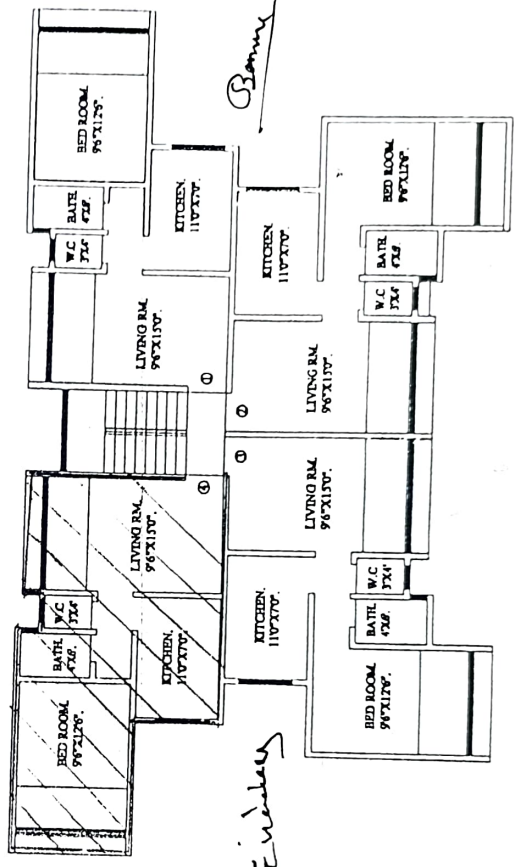 BED ROOM.
9'6"X12'6".
BATH.
4'X8'.
W.C
3'X4'
KITCHEN.
11'0"X7'0".
LIVING RM.
9'6"X15'0".
1
BED ROOM.
9'6"X12'6".
BATH.
4'X8'.
W.C
3'X4'
KITCHEN.
11'0"X7'0".
LIVING RM.
9'6"X15'0".
2
LIVING RM.
9'6"X15'0".
3
KITCHEN.
11'0"X7'0".
W.C
3'X4'
BATH.
4'X8'.
BED ROOM.
9'6"X12'6".
LIVING RM.
9'6"X15'0".
4
W.C
3'X4'
BATH.
4'X8'.
KITCHEN.
11'0"X7'0".
BED ROOM.
9'6"X12'6".